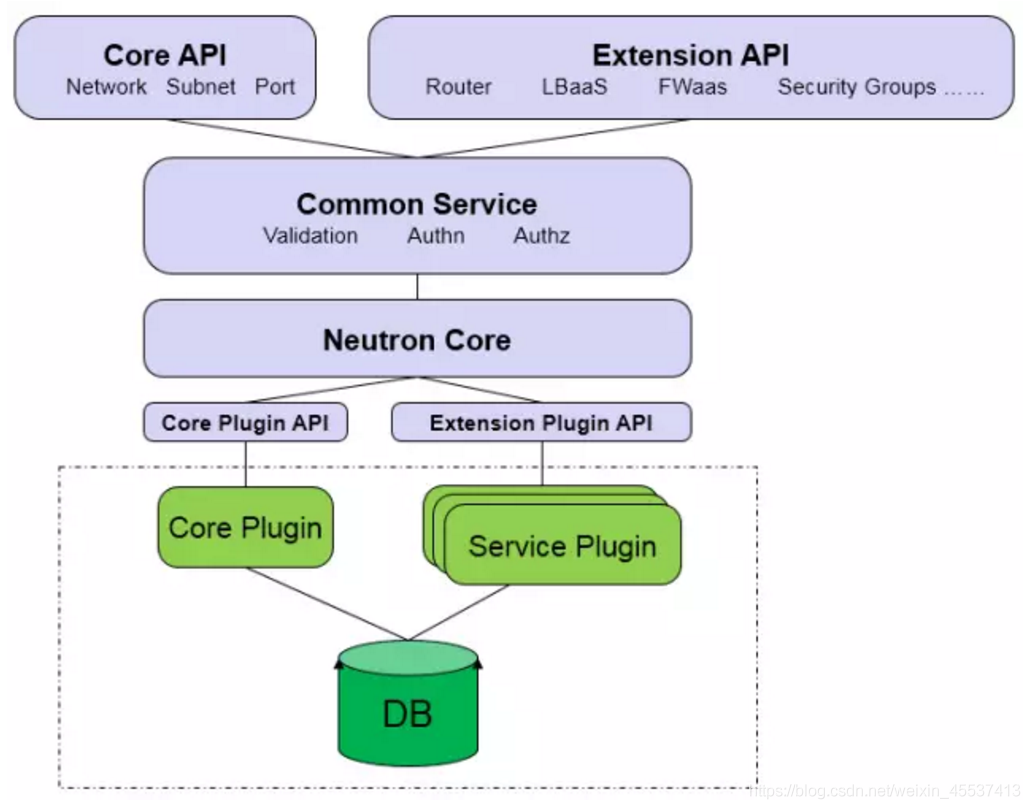 Core API
Network Subnet Port
Extension API
Router LBaaS FWaas Security Groups ……
Common Service
Validation Authn Authz
Neutron Core
Core Plugin API
Extension Plugin API
Core Plugin
Service Plugin
DB
https://blog.csdn.net/weixin_45537413